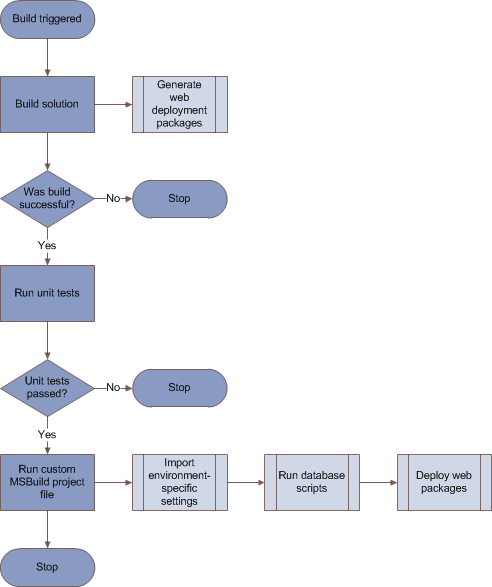 Build triggered
Build solution
Generate
web
deployment
packages
Was build
successful?
No
Stop
Yes
Run unit tests
Unit tests
passed?
No
Stop
Yes
Run custom
MSBuild project
file
Import
environment-
specific
settings
Run database
scripts
Deploy web
packages
Stop